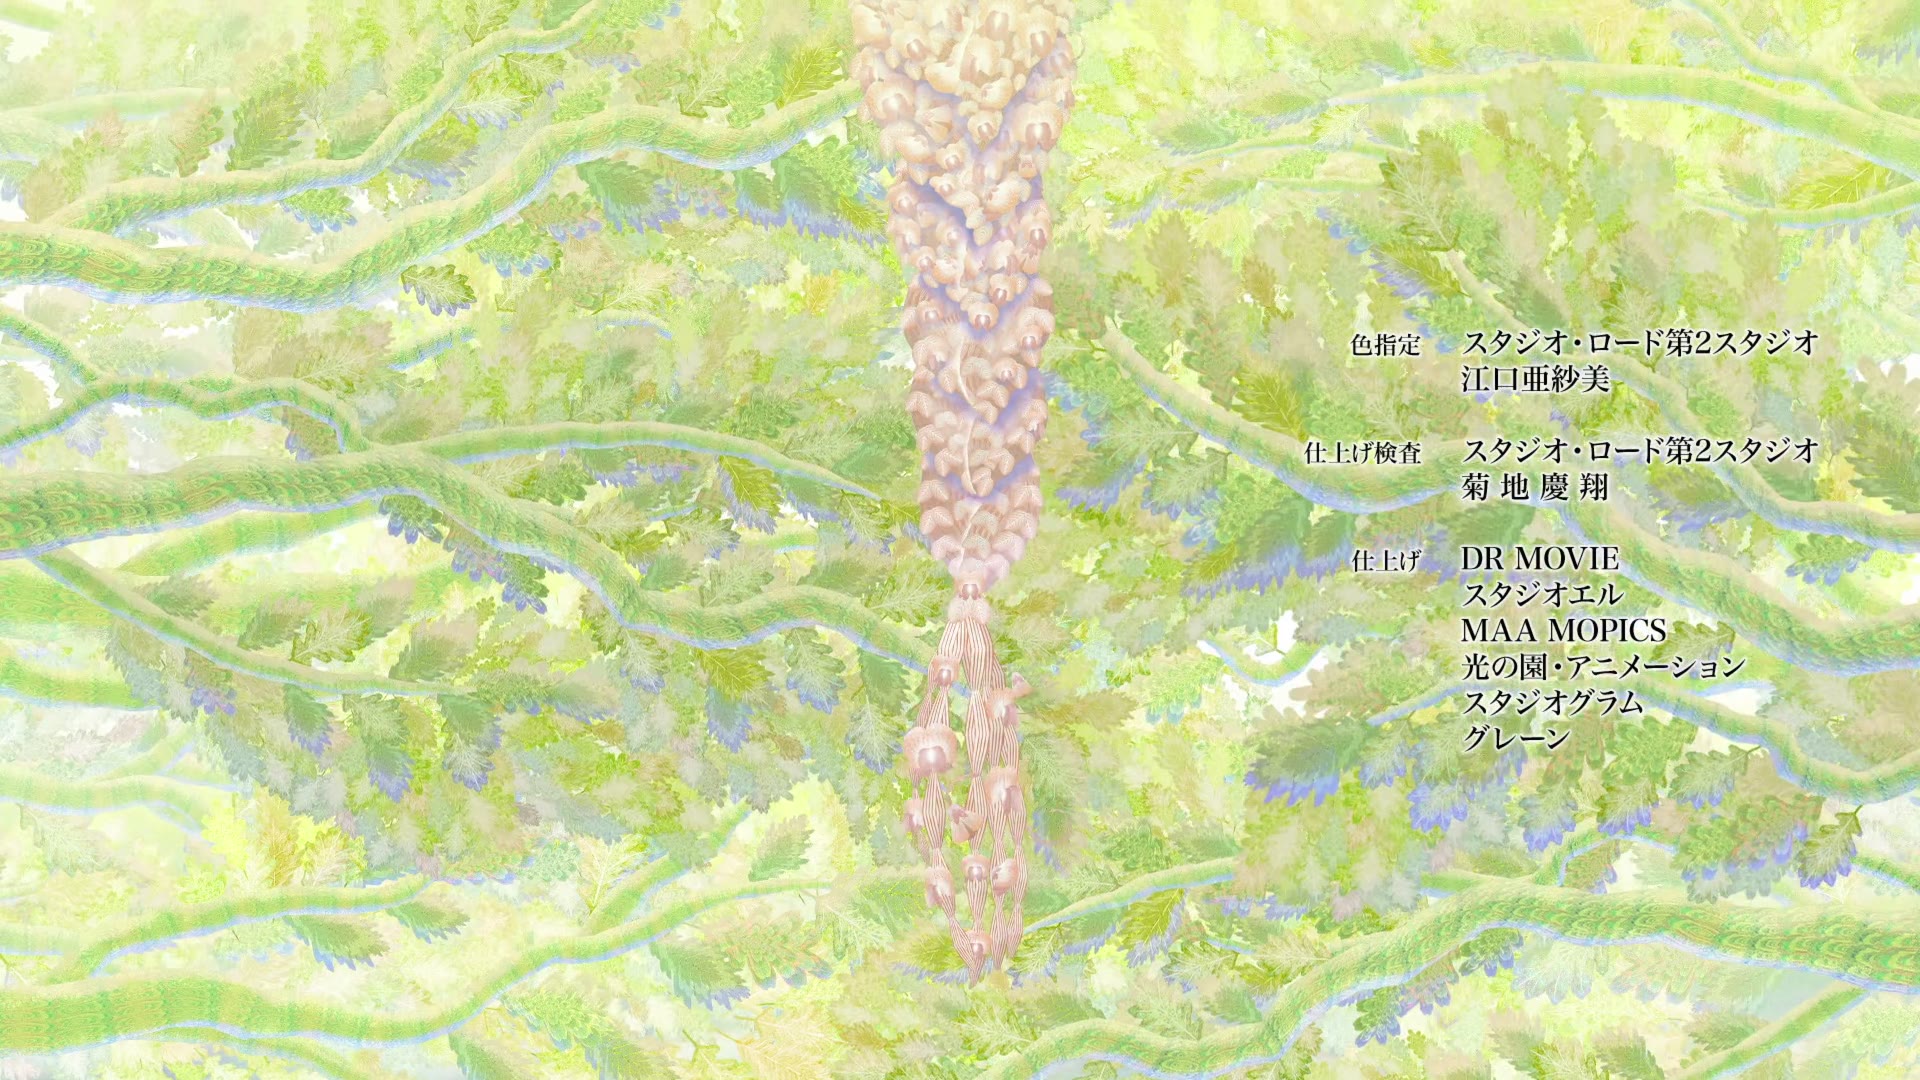 色指定 スタジオ・ロード第2スタジオ
江口亜紗美
仕上げ検査 スタジオ・ロード第2スタジオ
菊地慶翔
仕上げ DR MOVIE
スタジオエル
MAA MOPICS
光の園・アニメーション
スタジオグラム
グレーン